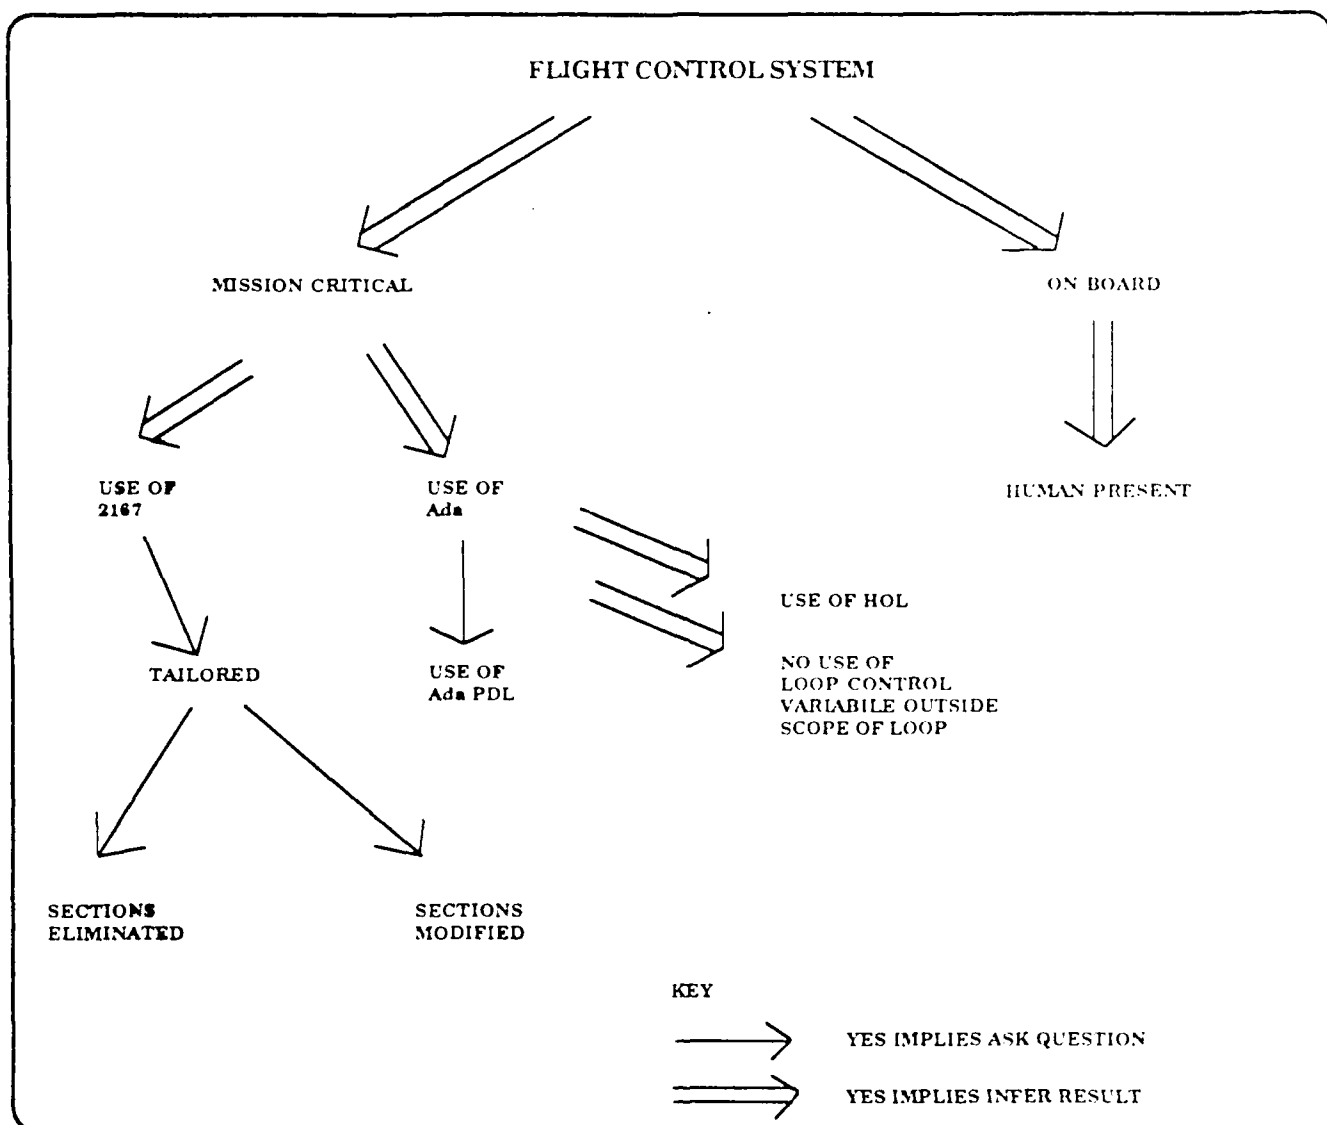 FLIGHT CONTROL SYSTEM
MISSION CRITICAL
ON BOARD
USE OF
2167
USE OF
Ada
HUMAN PRESENT
USE OF HOL
TAILORED
USE OF
Ada PDL
NO USE OF
LOOP CONTROL
VARIABILE OUTSIDE
SCOPE OF LOOP
SECTIONS
ELIMINATED
SECTIONS
MODIFIED
KEY
YES IMPLIES ASK QUESTION
YES IMPLIES INFER RESULT